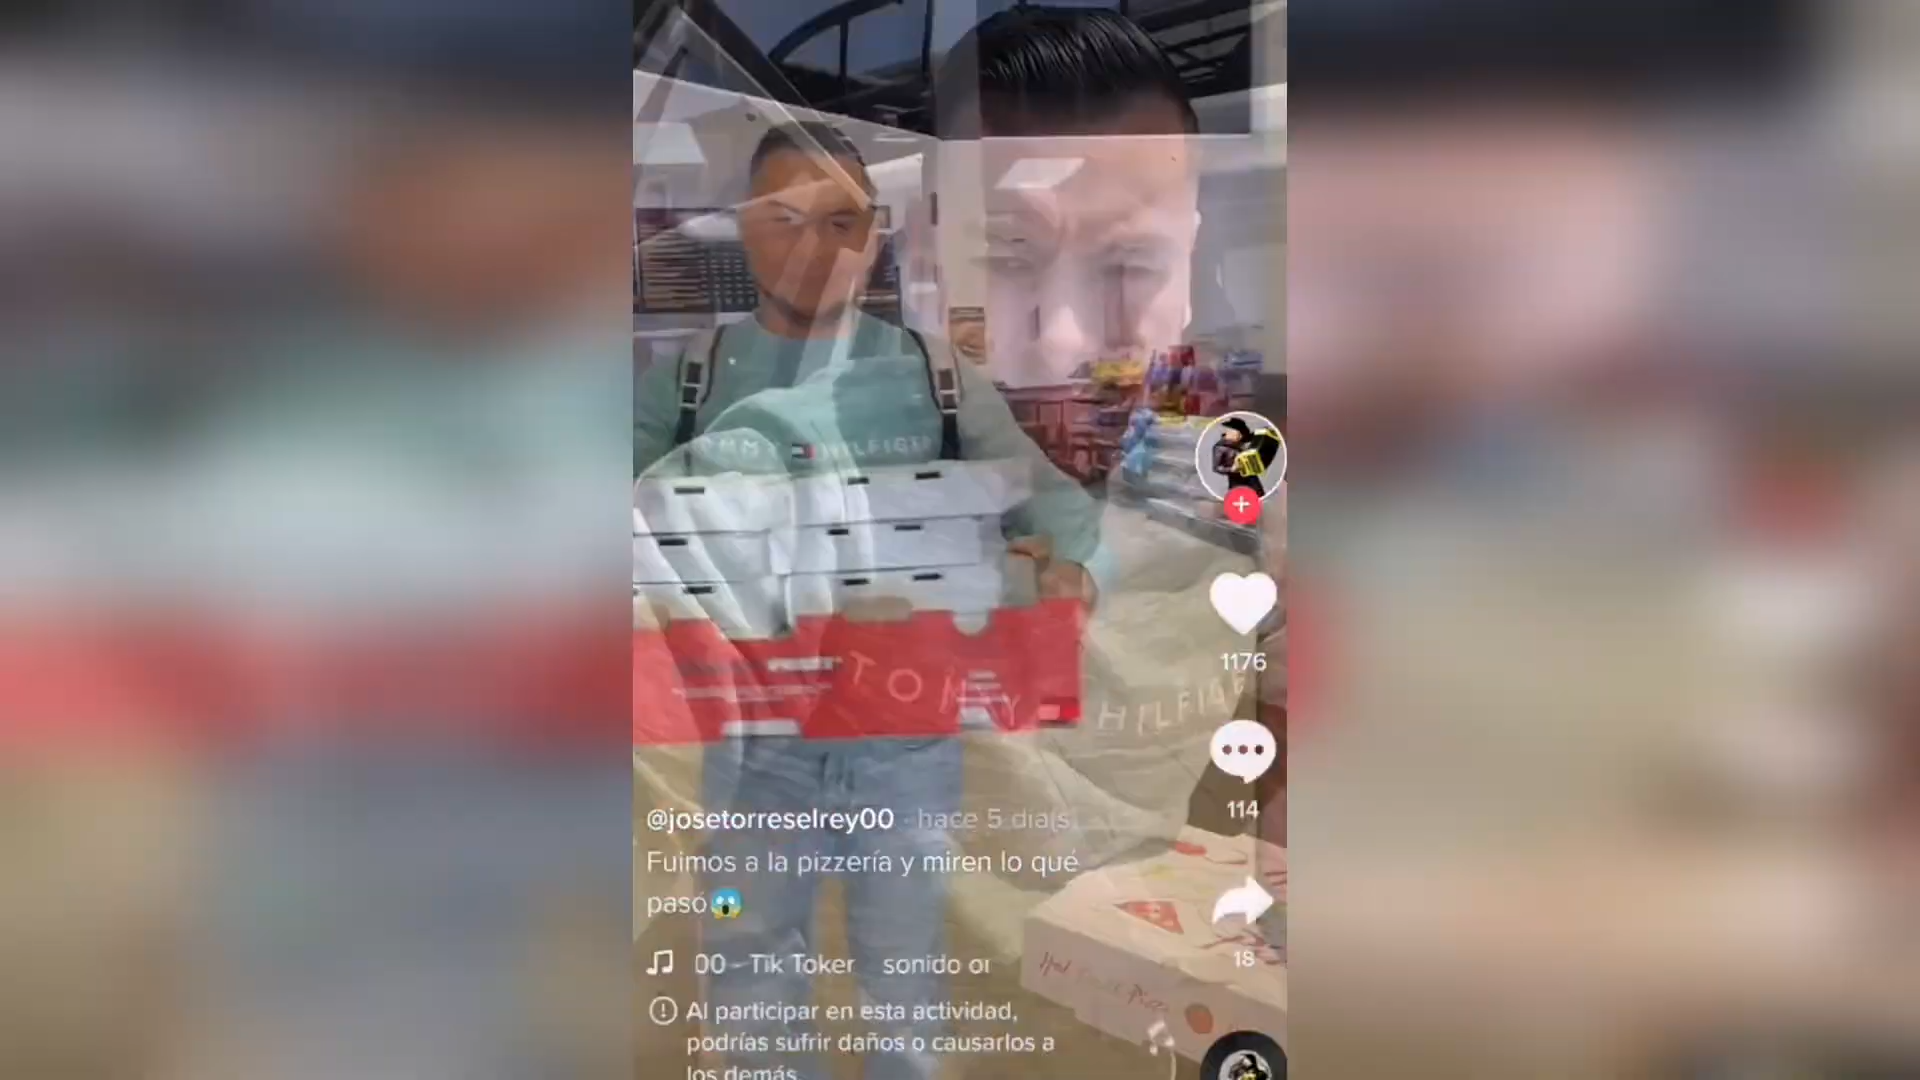 TOMMY HILFIGER
TOMMY HILFIGER
1176
114
@josetorreselrey00 · hace 5 día(s)
Fuimos a la pizzería y miren lo qué
pasó
18
00 - Tik Toker sonido or
Al participar en esta actividad,
podrías sufrir daños o causarlos a
los demás.